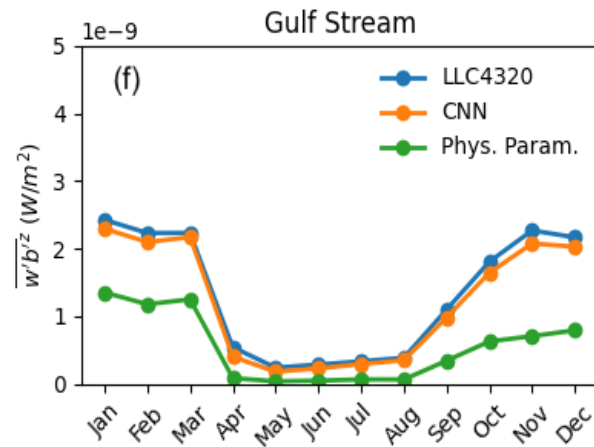 Gulf Stream
1e−9
(f)
LLC4320
CNN
Phys. Param.
5
4
3
2
1
0
w′b′ᶻ (W/m²)
Jan Feb Mar Apr May Jun Jul Aug Sep Oct Nov Dec